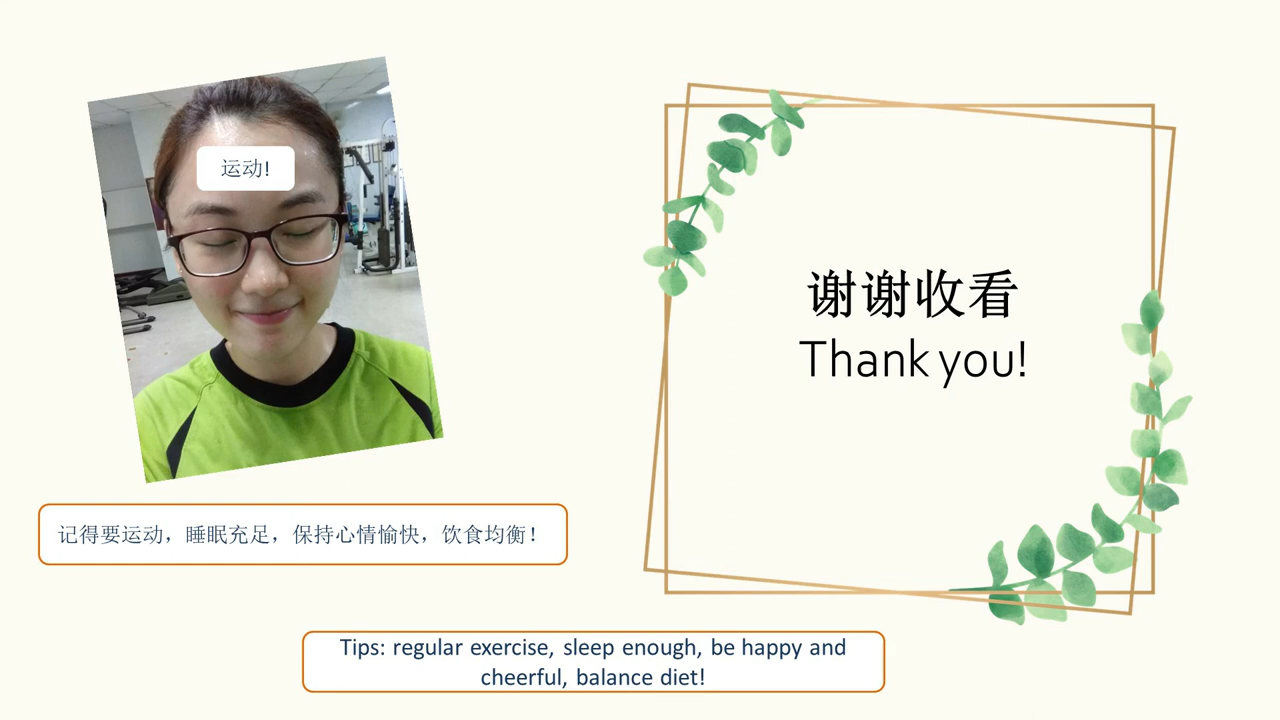 运动!
谢谢收看
Thank you!
记得要运动，睡眠充足，保持心情愉快，饮食均衡！
Tips: regular exercise, sleep enough, be happy and
cheerful, balance diet!